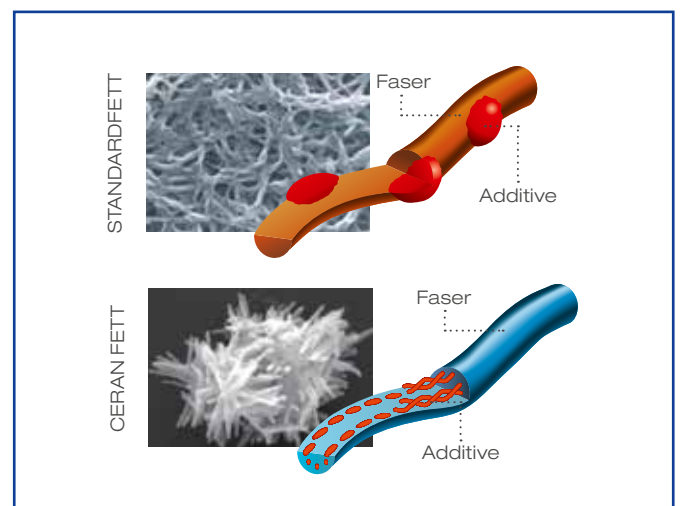 STANDARDFETT
Faser
Additive
CERAN FETT
Faser
Additive